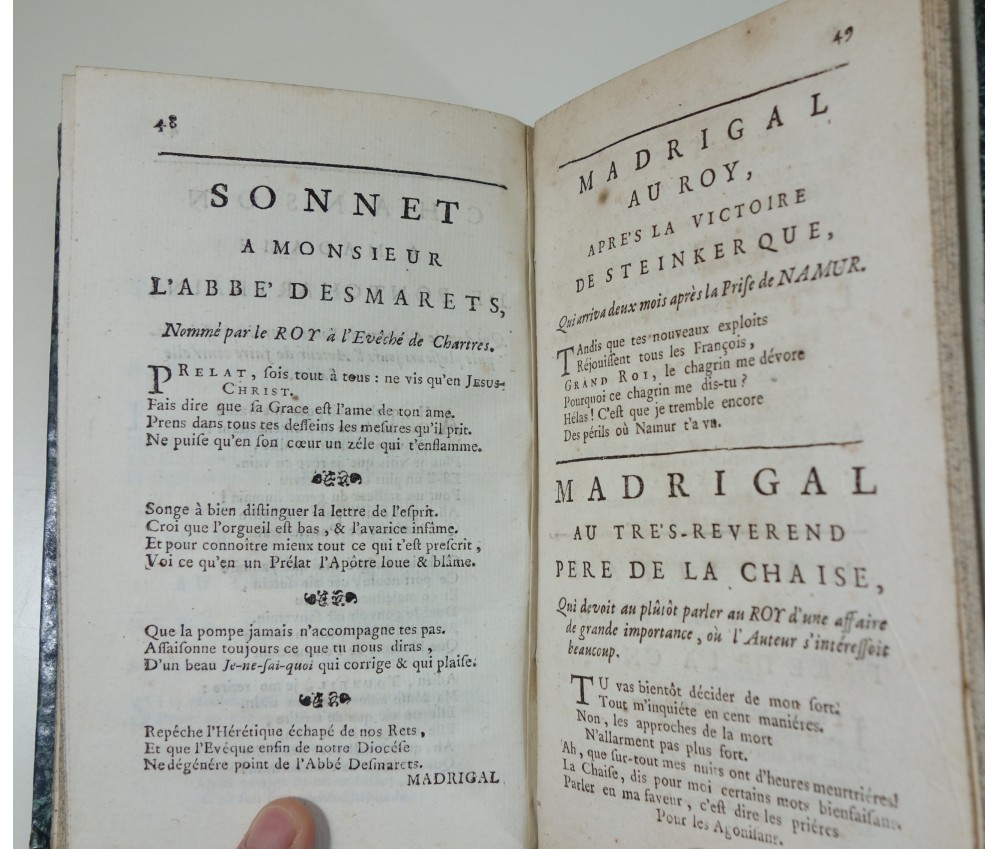 48
SONNET
A MONSIEUR
L'ABBE' DESMARETS,
Nommé par le ROY à l'Evêché de Chartres.
PRELAT, ſois tout à tous : ne vis qu'en JESUS-
CHRIST.
Fais dire que ſa Grace eſt l'ame de ton ame.
Prens dans tous tes deſſeins les meſures qu'il prit.
Ne puiſe qu'en ſon cœur un zéle qui t'enflamme.
Songe à bien diſtinguer la lettre de l'eſprit.
Croi que l'orgueil eſt bas, & l'avarice infâme.
Et pour connoître mieux tout ce qui t'eſt preſcrit,
Voi ce qu'en un Prélat l'Apôtre loue & blâme.
Que la pompe jamais n'accompagne tes pas.
Aſſaiſonne toujours ce que tu nous diras,
D'un beau Je-ne-ſai-quoi qui corrige & qui plaiſe.
Repêche l'Hérétique échapé de nos Rets,
Et que l'Evéque enfin de notre Diocéſe
Ne dégénére point de l'Abbé Deſmarets.
MADRIGAL
49
MADRIGAL
AU ROY,
APRE'S LA VICTOIRE
DE STEINKERQUE,
Qui arriva deux mois après la Priſe de NAMUR.
TAndis que tes nouveaux exploits
Réjouiſſent tous les François,
GRAND ROI, le chagrin me dévore
Pourquoi ce chagrin me dis-tu ?
Hélas ! C'eſt que je tremble encore
Des périls où Namur t'a vu.
MADRIGAL
AU TRE'S-REVEREND
PERE DE LA CHAISE,
Qui devoit au plûtôt parler au ROY d'une affaire
de grande importance, où l'Auteur s'intéreſſoit
beaucoup.
TU vas bientôt décider de mon ſort.
Tout m'inquiéte en cent maniéres.
Non, les approches de la mort
N'allarment pas plus fort.
Ah, que ſur-tout mes nuits ont d'heures meurtriéres!
La Chaiſe, dis pour moi certains mots bienfaiſans.
Parler en ma faveur, c'eſt dire les priéres
Pour les Agoniſans.